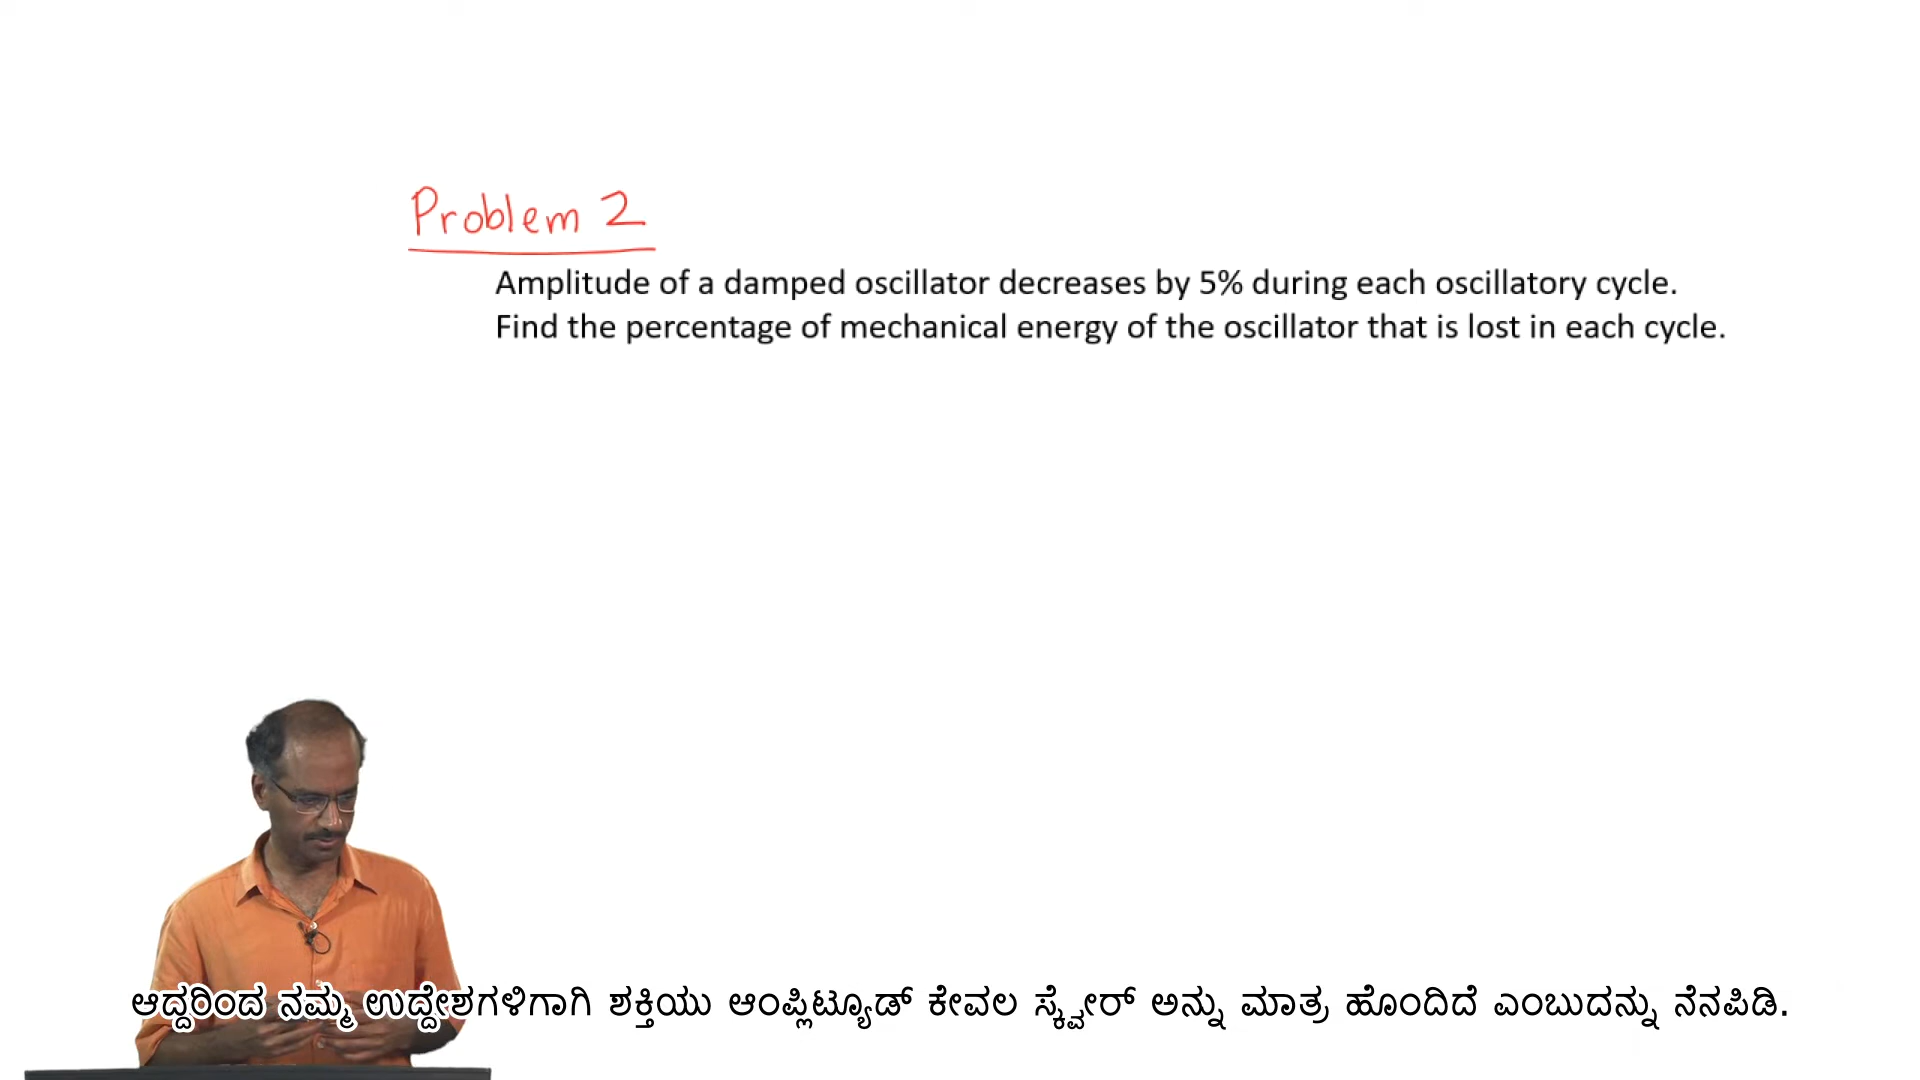 Problem 2
Amplitude of a damped oscillator decreases by 5% during each oscillatory cycle.
Find the percentage of mechanical energy of the oscillator that is lost in each cycle.
ಆದ್ದರಿಂದ ನಮ್ಮ ಉದ್ದೇಶಗಳಿಗಾಗಿ ಶಕ್ತಿಯು ಆಂಪ್ಲಿಟ್ಯೂಡ್ ಕೇವಲ ಸ್ಕ್ವೇರ್ ಅನ್ನು ಮಾತ್ರ ಹೊಂದಿದೆ ಎಂಬುದನ್ನು ನೆನಪಿಡಿ.